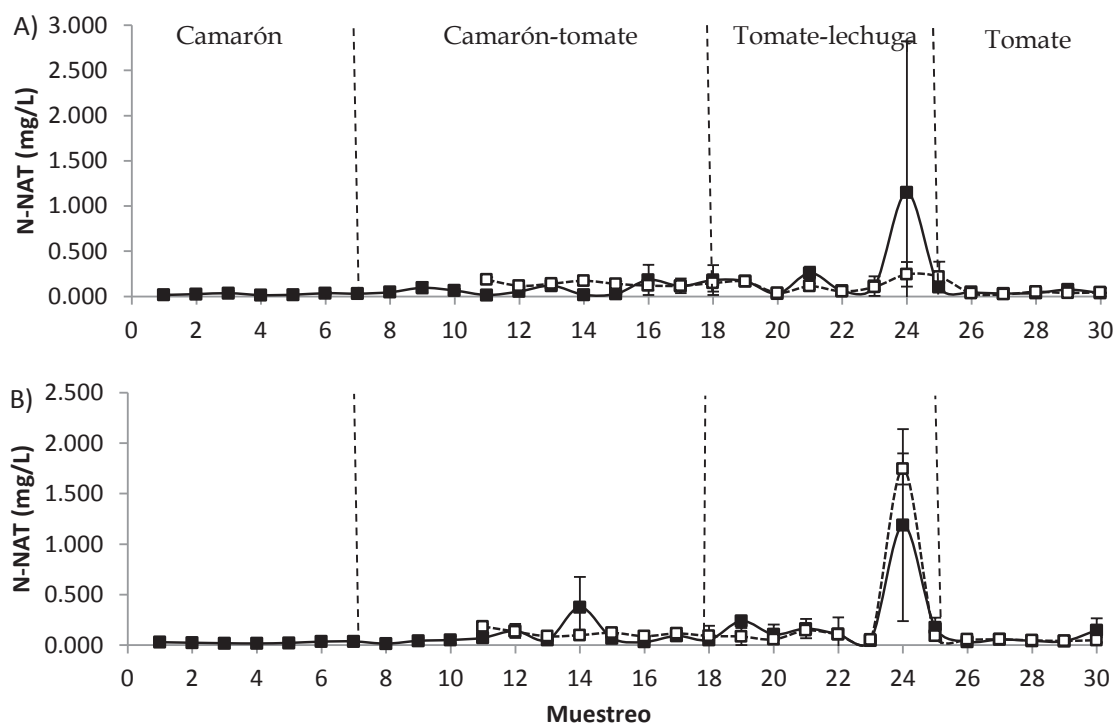 A)
Camarón Camarón-tomate Tomate-lechuga Tomate
N-NAT (mg/L)
3.000
2.500
2.000
1.500
1.000
0.500
0.000
0 2 4 6 8 10 12 14 16 18 20 22 24 26 28 30
B)
N-NAT (mg/L)
2.500
2.000
1.500
1.000
0.500
0.000
0 2 4 6 8 10 12 14 16 18 20 22 24 26 28 30
Muestreo